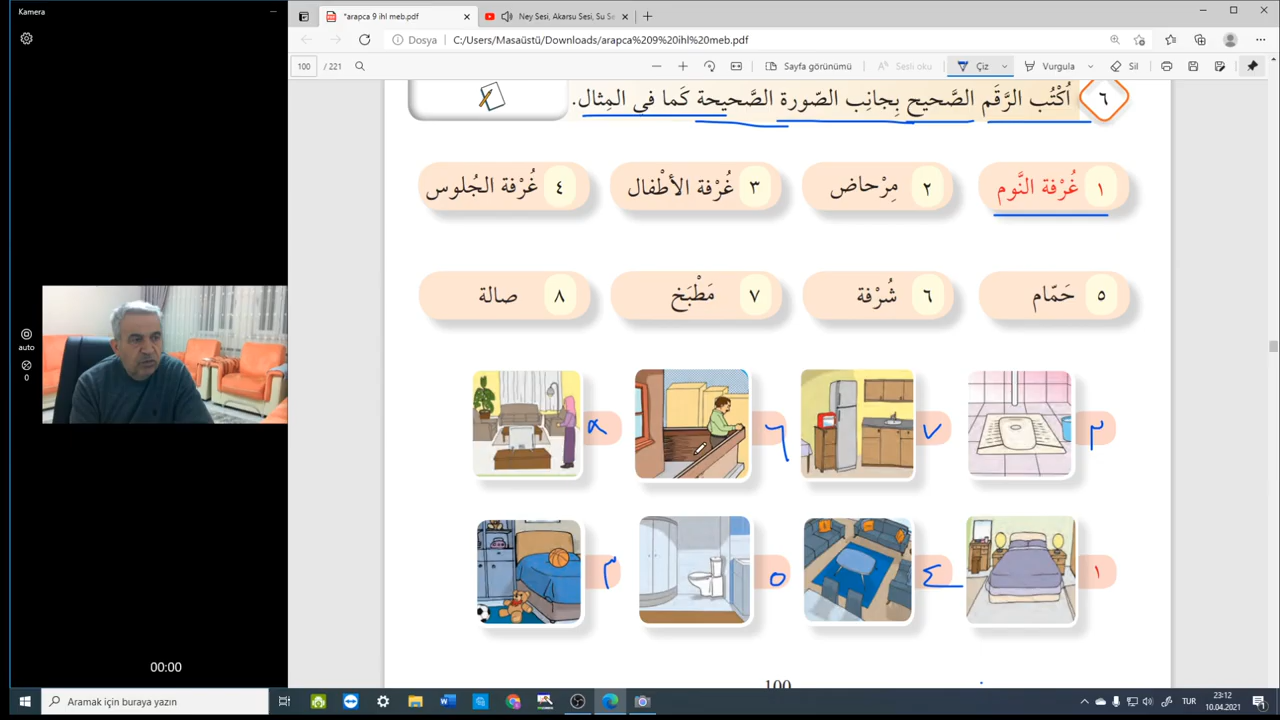 Kamera
*arapca 9 ihl meb.pdf
Ney Sesi, Akarsu Sesi, Su Se
Dosya
C:/Users/Masaüstü/Downloads/arapca%209%20ihl%20meb.pdf
100 / 221
Sayfa görünümü
Sesli oku
Çiz
Vurgula
Sil
٦ اُكْتُب الرَّقَم الصَّحيح بِجانِب الصّورة الصَّحيحة كَما في المِثال.
١ غُرْفة النَّوم
٢ مِرْحاض
٣ غُرْفة الأطْفال
٤ غُرْفة الجُلوس
٥ حَمّام
٦ شُرْفة
٧ مَطْبَخ
٨ صالة
٢ ٧ ٦ ٨
١ ٤ ٥ ٣
100
auto
0
00:00
Aramak için buraya yazın
TUR
23:12
10.04.2021